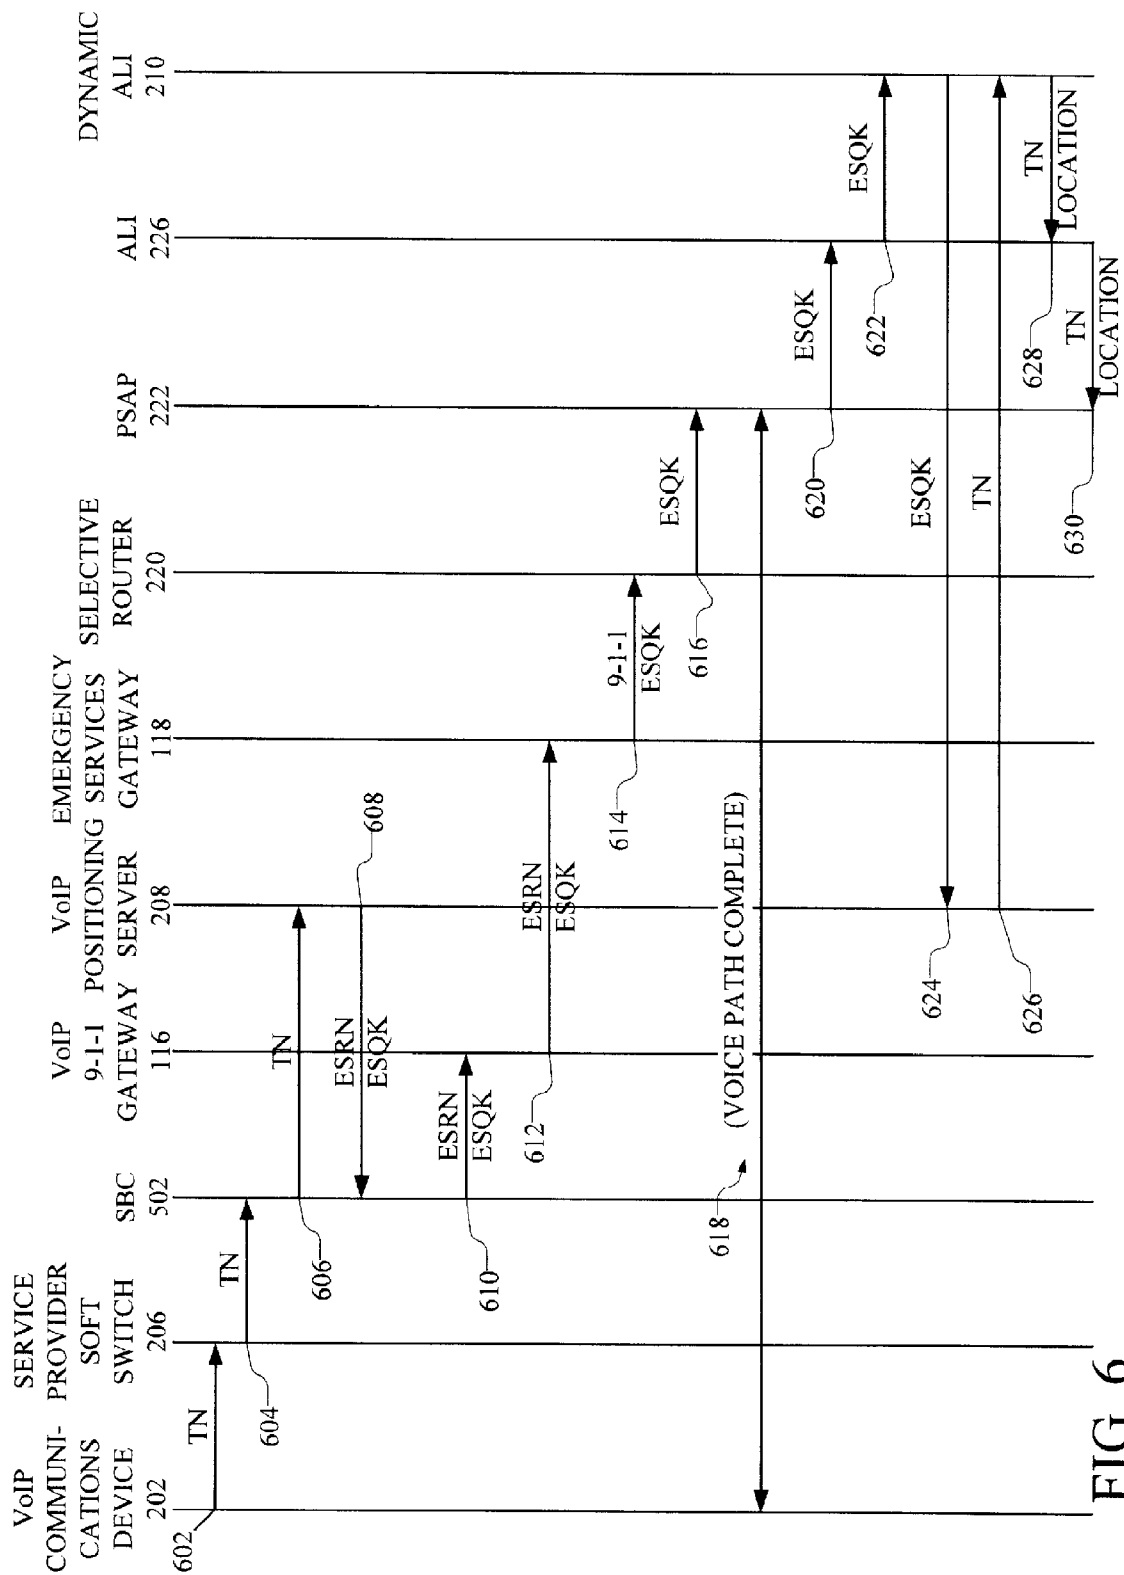 VoIP
COMMUNI-
CATIONS
DEVICE
202
SERVICE
PROVIDER
SOFT
SWITCH
206
SBC
502
VoIP
9-1-1
GATEWAY
116
VoIP
POSITIONING
SERVER
208
EMERGENCY
SERVICES
GATEWAY
118
SELECTIVE
ROUTER
220
PSAP
222
ALI
226
DYNAMIC
ALI
210
602
TN
604
TN
606
TN
608
ESRN
ESQK
610
ESRN
ESQK
612
ESRN
ESQK
614
9-1-1
ESQK
616
ESQK
618
(VOICE PATH COMPLETE)
620
ESQK
622
ESQK
624
ESQK
626
TN
628
TN
LOCATION
630
TN
LOCATION
FIG. 6